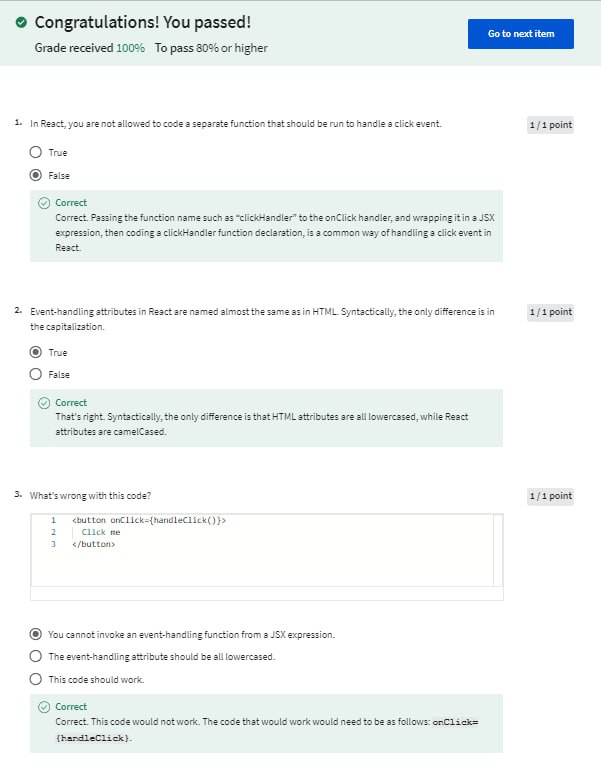 Congratulations! You passed!
Grade received 100% To pass 80% or higher
Go to next item
1. In React, you are not allowed to code a separate function that should be run to handle a click event.
1 / 1 point
True
False
Correct
Correct. Passing the function name such as "clickHandler" to the onClick handler, and wrapping it in a JSX
expression, then coding a clickHandler function declaration, is a common way of handling a click event in
React.
2. Event-handling attributes in React are named almost the same as in HTML. Syntactically, the only difference is in
the capitalization.
1 / 1 point
True
False
Correct
That's right. Syntactically, the only difference is that HTML attributes are all lowercased, while React
attributes are camelCased.
3. What's wrong with this code?
1 / 1 point
1 <button onClick={handleClick()}>
2 Click me
3 </button>
You cannot invoke an event-handling function from a JSX expression.
The event-handling attribute should be all lowercased.
This code should work.
Correct
Correct. This code would not work. The code that would work would need to be as follows: onClick=
{handleClick}.